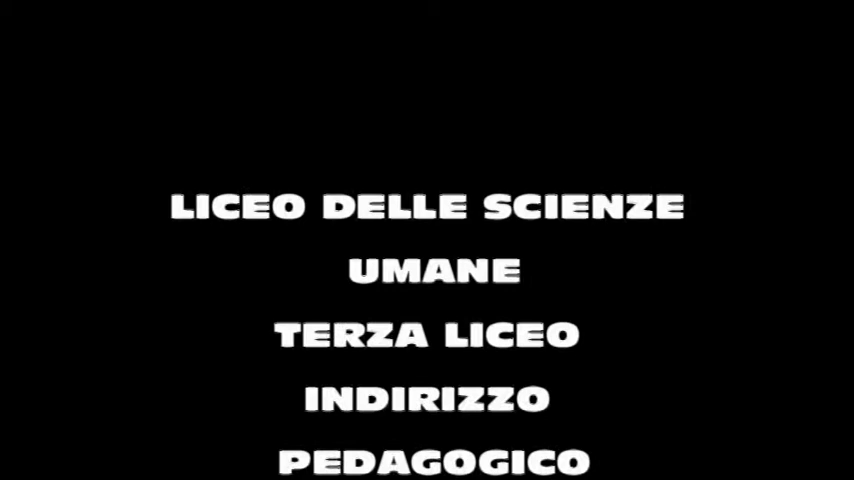 LICEO DELLE SCIENZE
UMANE
TERZA LICEO
INDIRIZZO
PEDAGOGICO